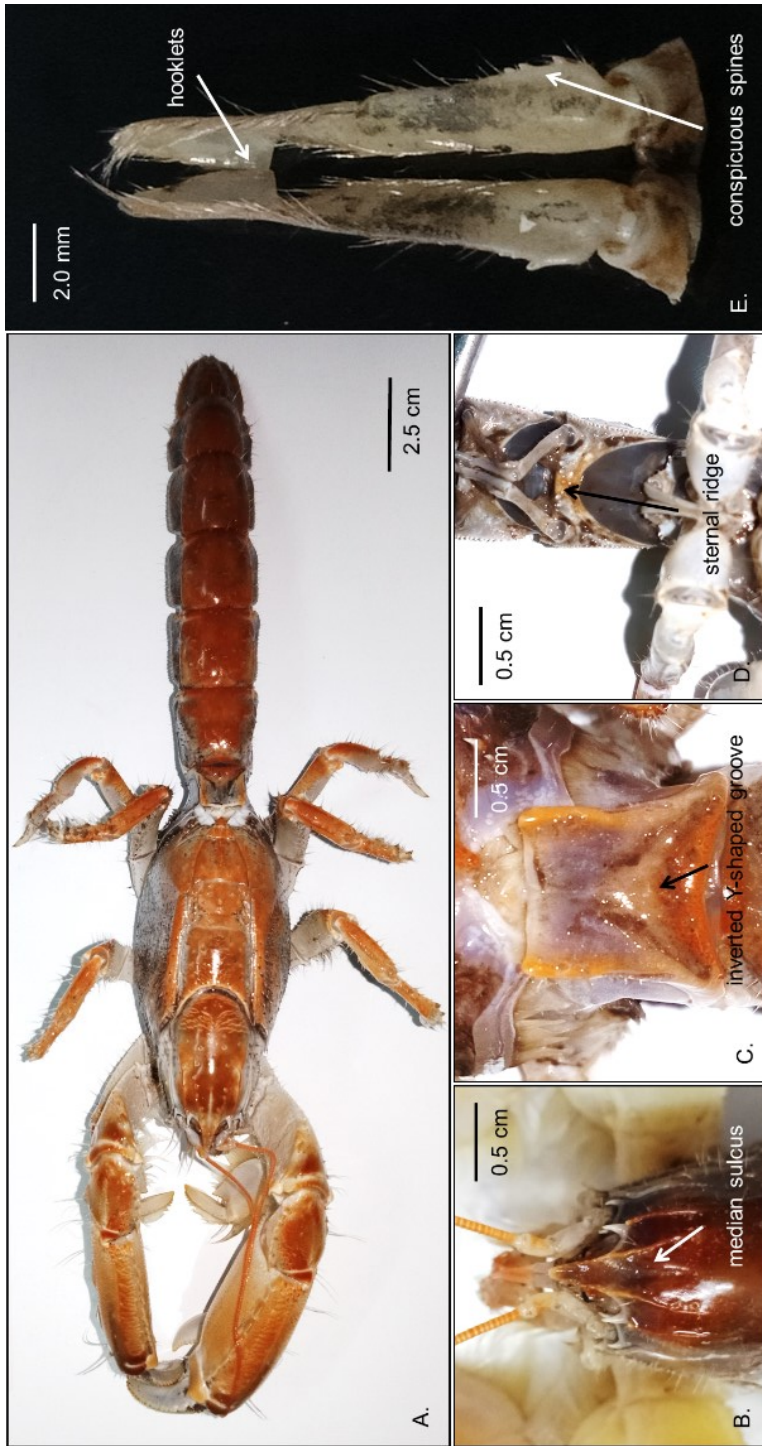 A.
2.5 cm
B.
0.5 cm
median sulcus
C.
0.5 cm
inverted Y-shaped groove
D.
0.5 cm
sternal ridge
E.
2.0 mm
hooklets
conspicuous spines